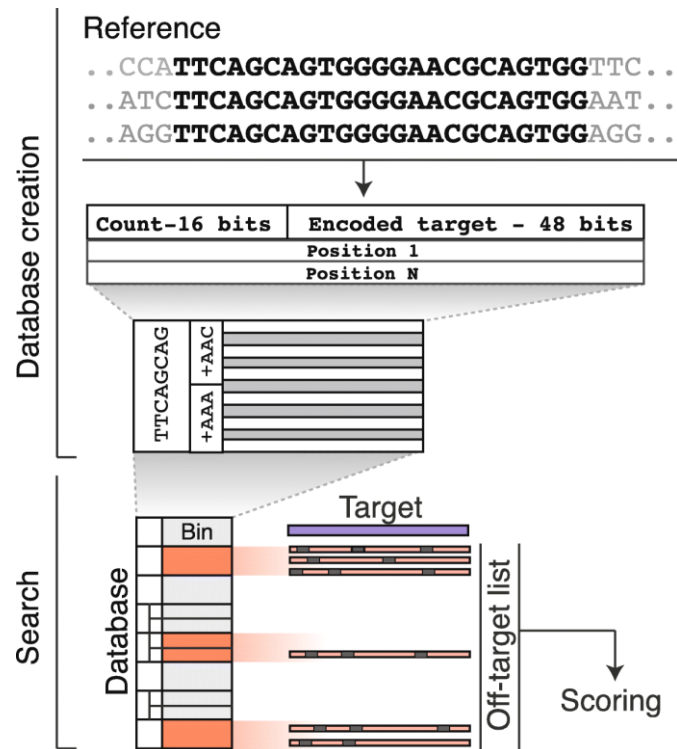 Reference
..CCATTCAGCAGTGGGGAACGCAGTGGTTC..
..ATCTTCAGCAGTGGGGAACGCAGTGGAAT..
..AGGTTCAGCAGTGGGGAACGCAGTGGAGG..
Database creation
Count-16 bits
Encoded target - 48 bits
Position 1
Position N
TTCAGCAG
+AAC
+AAA
Search
Database
Bin
Target
Off-target list
Scoring